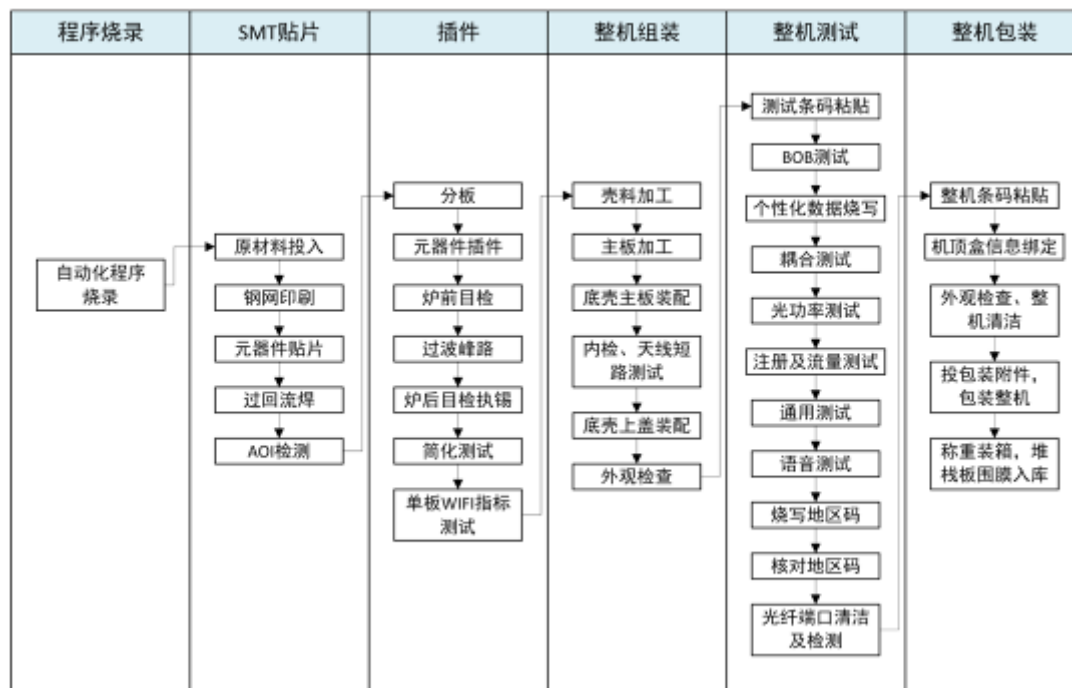 程序烧录
SMT贴片
插件
整机组装
整机测试
整机包装
自动化程序
烧录
原材料投入
钢网印刷
元器件贴片
过回流焊
AOI检测
分板
元器件插件
炉前目检
过波峰路
炉后目检执锡
简化测试
单板WIFI指标
测试
壳料加工
主板加工
底壳主板装配
内检、天线短
路测试
底壳上盖装配
外观检查
测试条码粘贴
BOB测试
个性化数据烧写
耦合测试
光功率测试
注册及流量测试
通用测试
语音测试
烧写地区码
核对地区码
光纤端口清洁
及检测
整机条码粘贴
机顶盒信息绑定
外观检查、整
机清洁
投包装附件，
包装整机
称重装箱，堆
栈板围膜入库